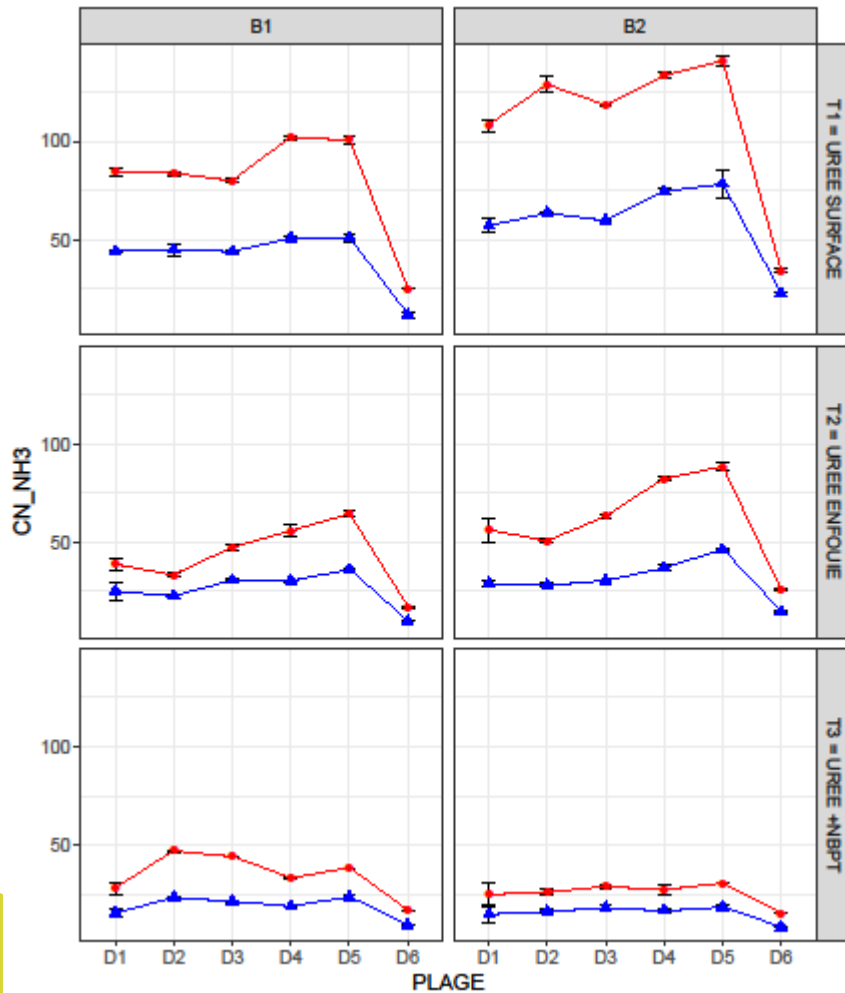 B1
B2
100
50
T1 = UREE SURFACE
CN_NH3
100
50
T2 = UREE ENFOUIE
100
50
T3 = UREE +NBPT
D1 D2 D3 D4 D5 D6
D1 D2 D3 D4 D5 D6
PLAGE